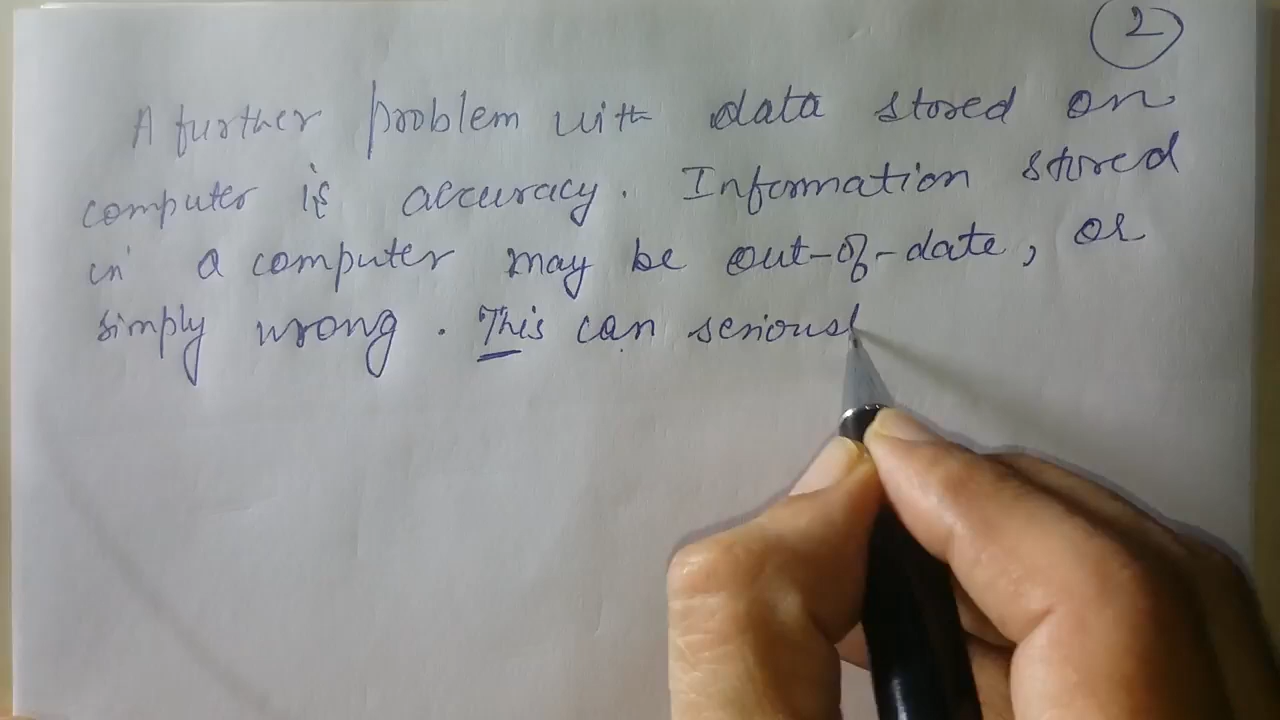 2
A further problem with data stored on
computer is accuracy. Information stored
in a computer may be out-of-date, or
simply wrong. This can seriousl